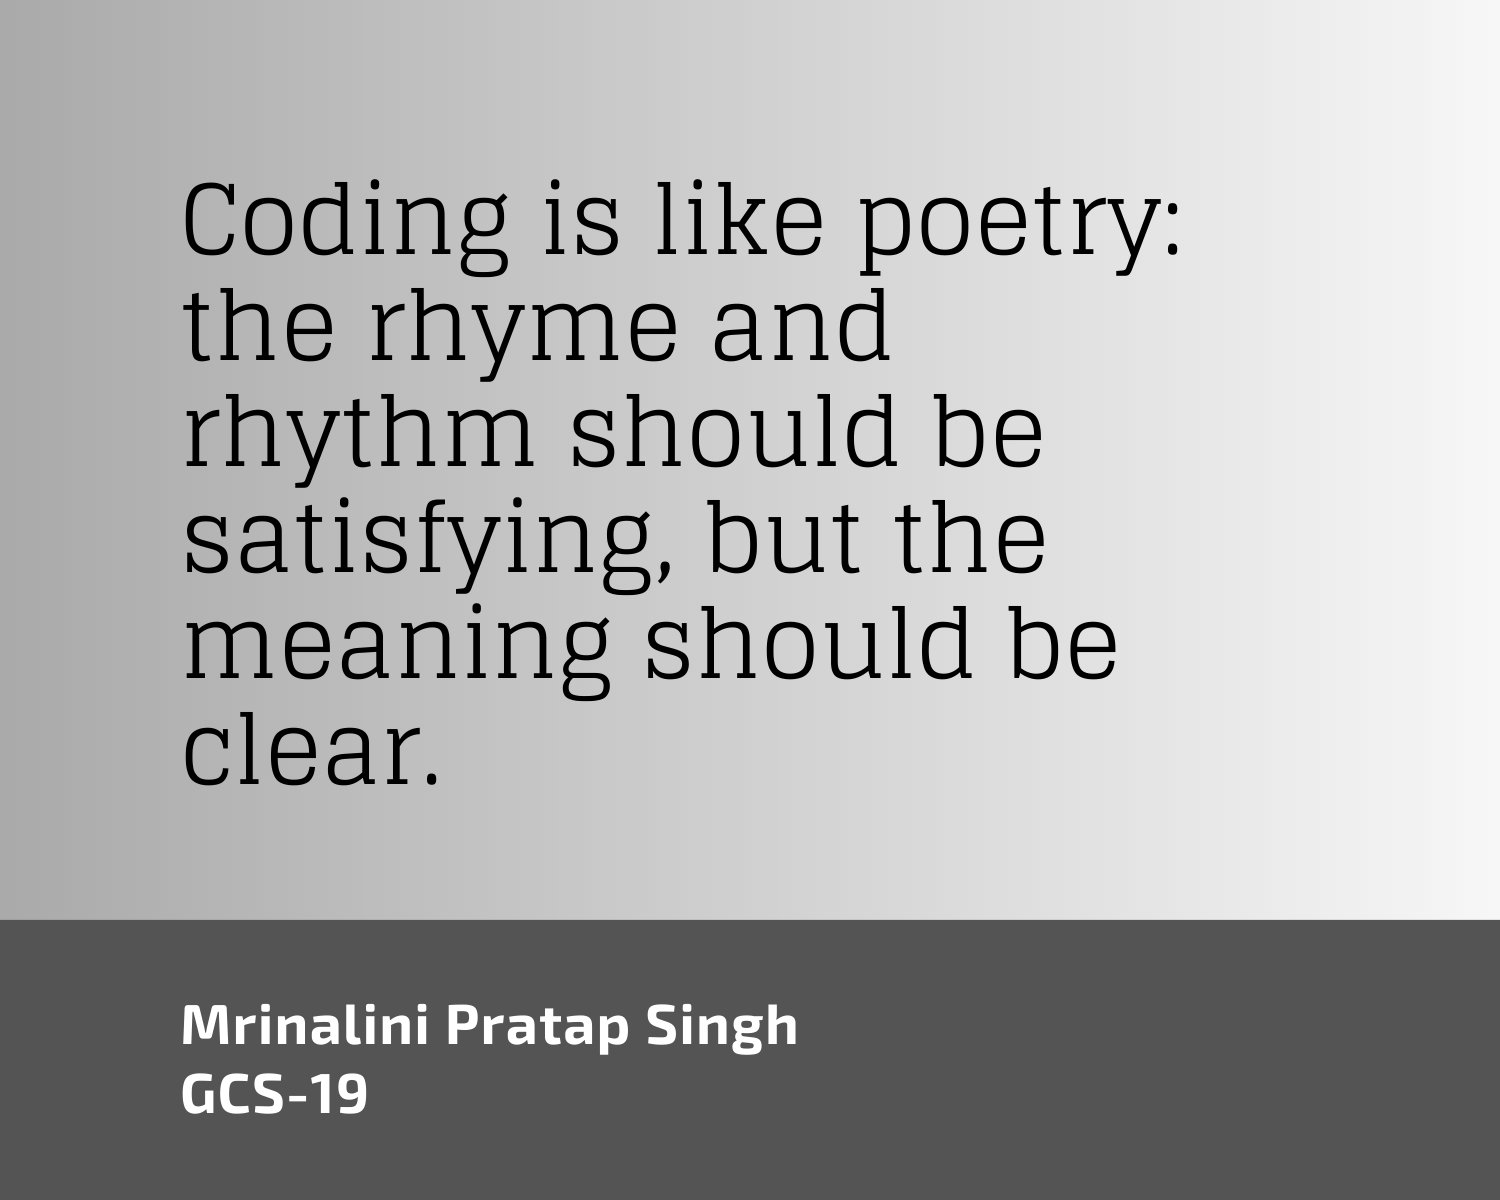 Coding is like poetry:
the rhyme and
rhythm should be
satisfying, but the
meaning should be
clear.
Mrinalini Pratap Singh
GCS-19